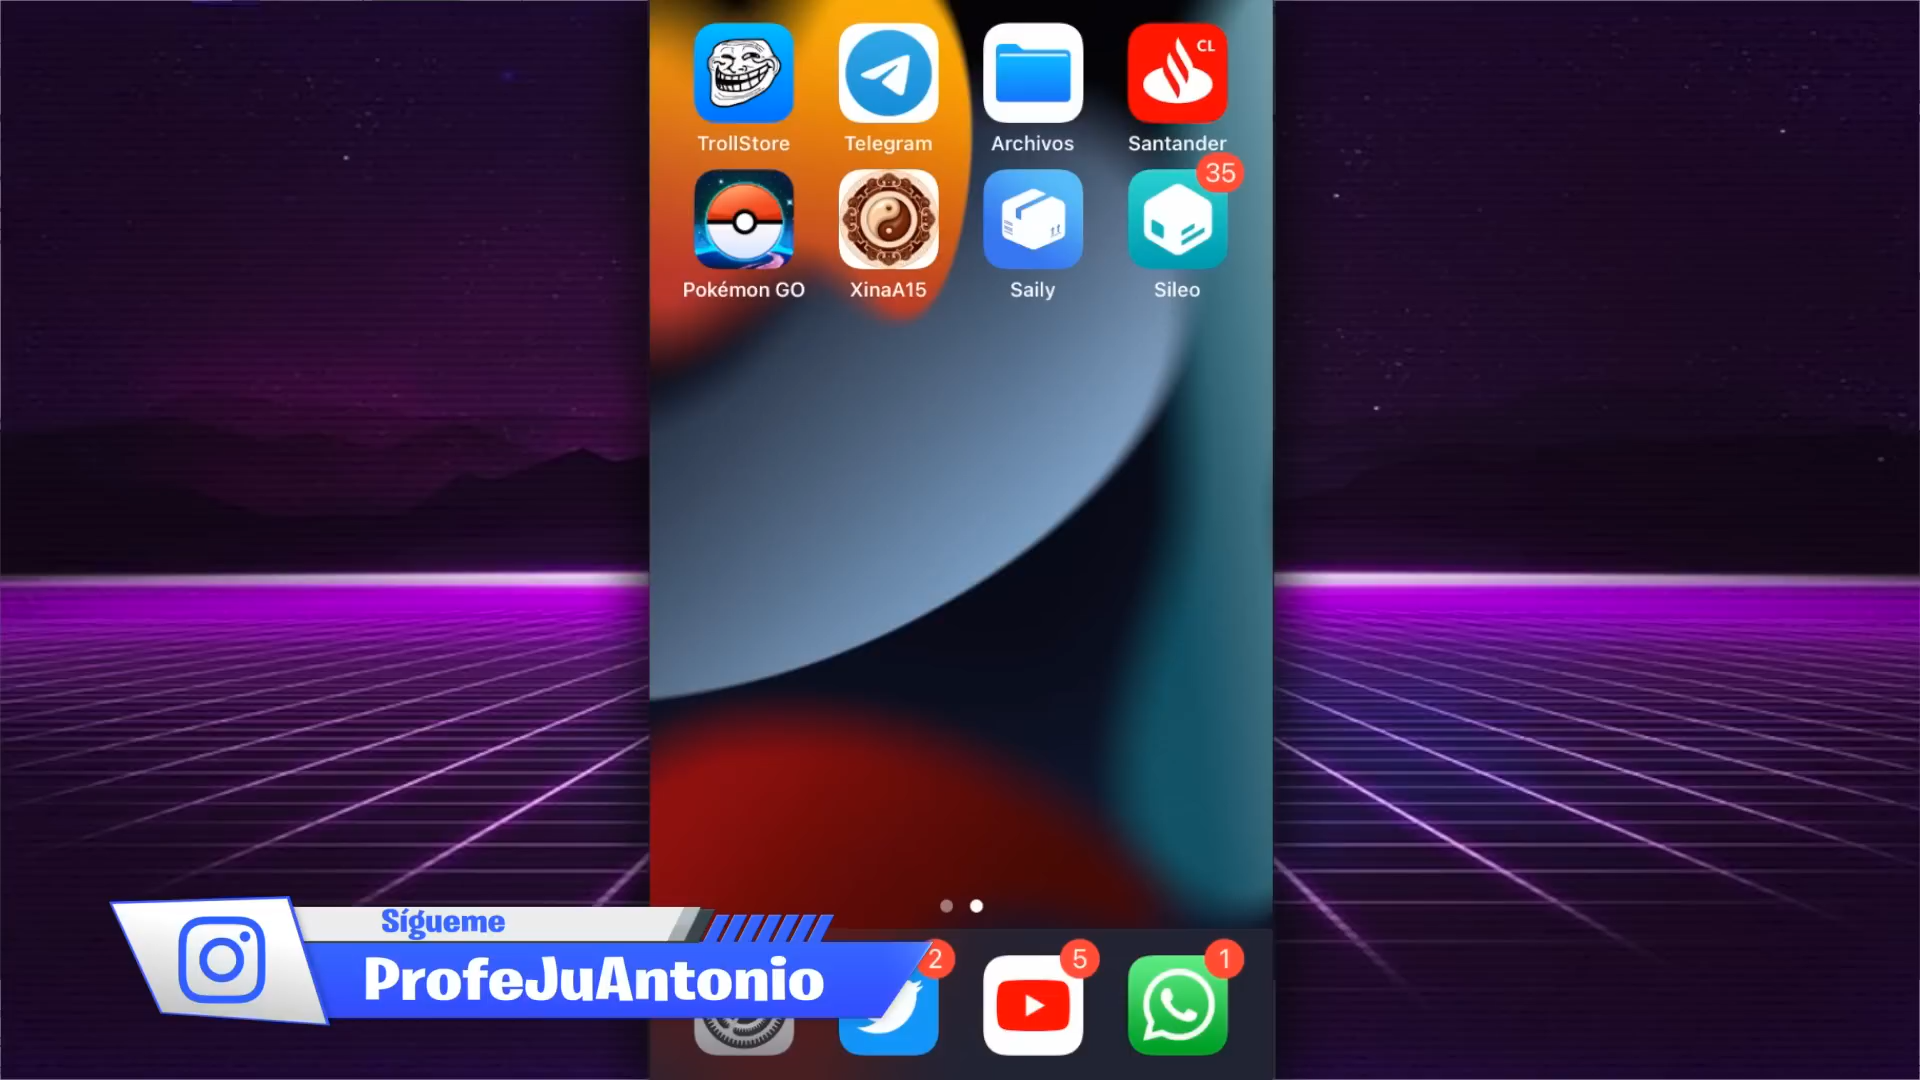 CL
TrollStore Telegram Archivos Santander
35
Pokémon GO XinaA15 Saily Sileo
Sígueme
ProfeJuAntonio
2 5 1